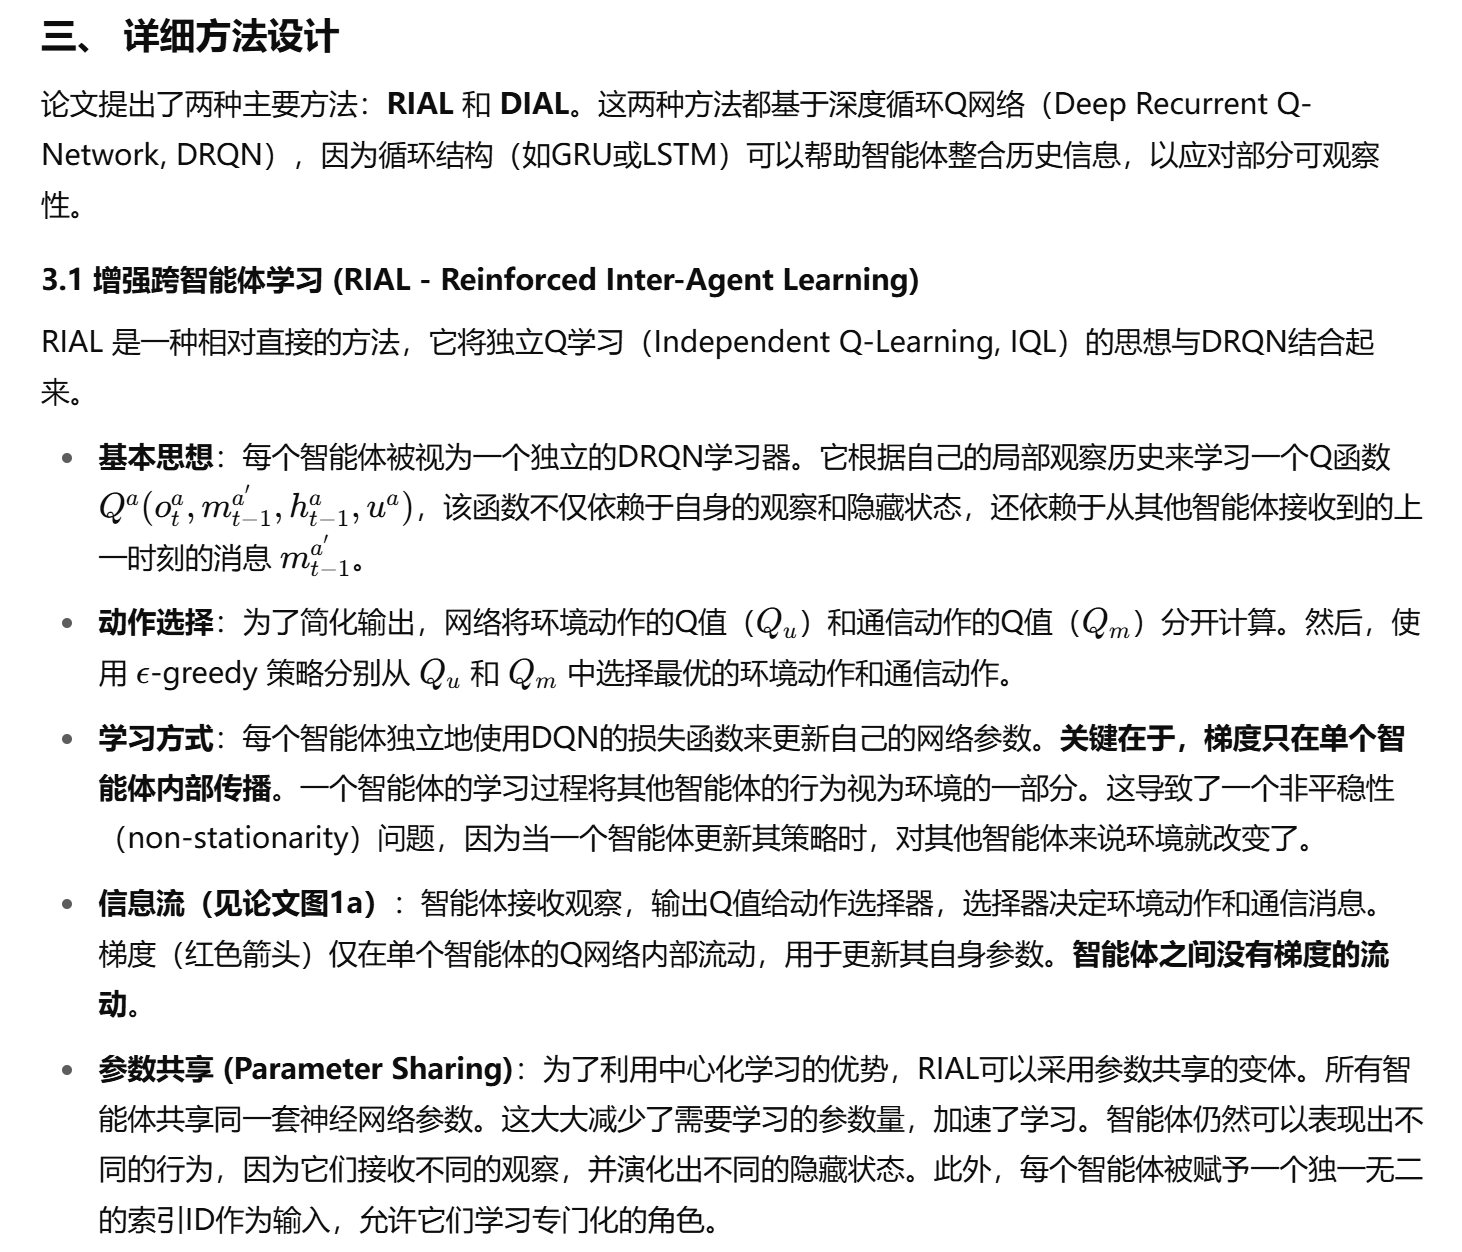 三、 详细方法设计
论文提出了两种主要方法：RIAL 和 DIAL。这两种方法都基于深度循环Q网络（Deep Recurrent Q-
Network, DRQN），因为循环结构（如GRU或LSTM）可以帮助智能体整合历史信息，以应对部分可观察
性。
3.1 增强跨智能体学习 (RIAL - Reinforced Inter-Agent Learning)
RIAL 是一种相对直接的方法，它将独立Q学习（Independent Q-Learning, IQL）的思想与DRQN结合起
来。
• 基本思想：每个智能体被视为一个独立的DRQN学习器。它根据自己的局部观察历史来学习一个Q函数
$Q^a(o_t^a, m_{t-1}^{a'}, h_{t-1}^a, u^a)$，该函数不仅依赖于自身的观察和隐藏状态，还依赖于从其他智能体接收到的上
一时刻的消息 $m_{t-1}^{a'}$。
• 动作选择：为了简化输出，网络将环境动作的Q值（$Q_u$）和通信动作的Q值（$Q_m$）分开计算。然后，使
用 $\epsilon$-greedy 策略分别从 $Q_u$ 和 $Q_m$ 中选择最优的环境动作和通信动作。
• 学习方式：每个智能体独立地使用DQN的损失函数来更新自己的网络参数。关键在于，梯度只在单个智
能体内部传播。一个智能体的学习过程将其他智能体的行为视为环境的一部分。这导致了一个非平稳性
（non-stationarity）问题，因为当一个智能体更新其策略时，对其他智能体来说环境就改变了。
• 信息流（见论文图1a）：智能体接收观察，输出Q值给动作选择器，选择器决定环境动作和通信消息。
梯度（红色箭头）仅在单个智能体的Q网络内部流动，用于更新其自身参数。智能体之间没有梯度的流
动。
• 参数共享 (Parameter Sharing)：为了利用中心化学习的优势，RIAL可以采用参数共享的变体。所有智
能体共享同一套神经网络参数。这大大减少了需要学习的参数量，加速了学习。智能体仍然可以表现出不
同的行为，因为它们接收不同的观察，并演化出不同的隐藏状态。此外，每个智能体被赋予一个独一无二
的索引ID作为输入，允许它们学习专门化的角色。